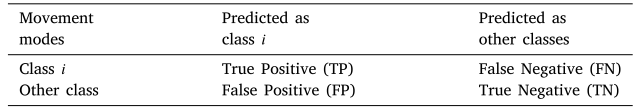 Movement Predicted as Predicted as
modes class i other classes
Class i True Positive (TP) False Negative (FN)
Other class False Positive (FP) True Negative (TN)